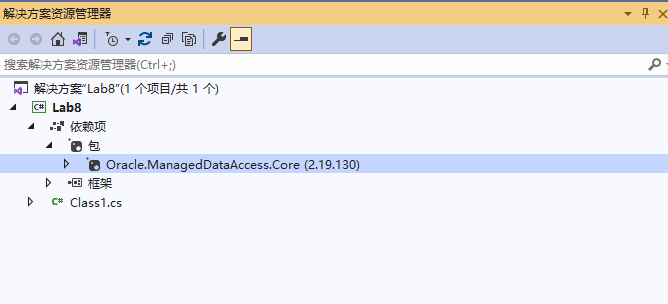 解决方案资源管理器
搜索解决方案资源管理器(Ctrl+;)
解决方案"Lab8"(1 个项目/共 1 个)
C# Lab8
依赖项
包
Oracle.ManagedDataAccess.Core (2.19.130)
框架
C# Class1.cs